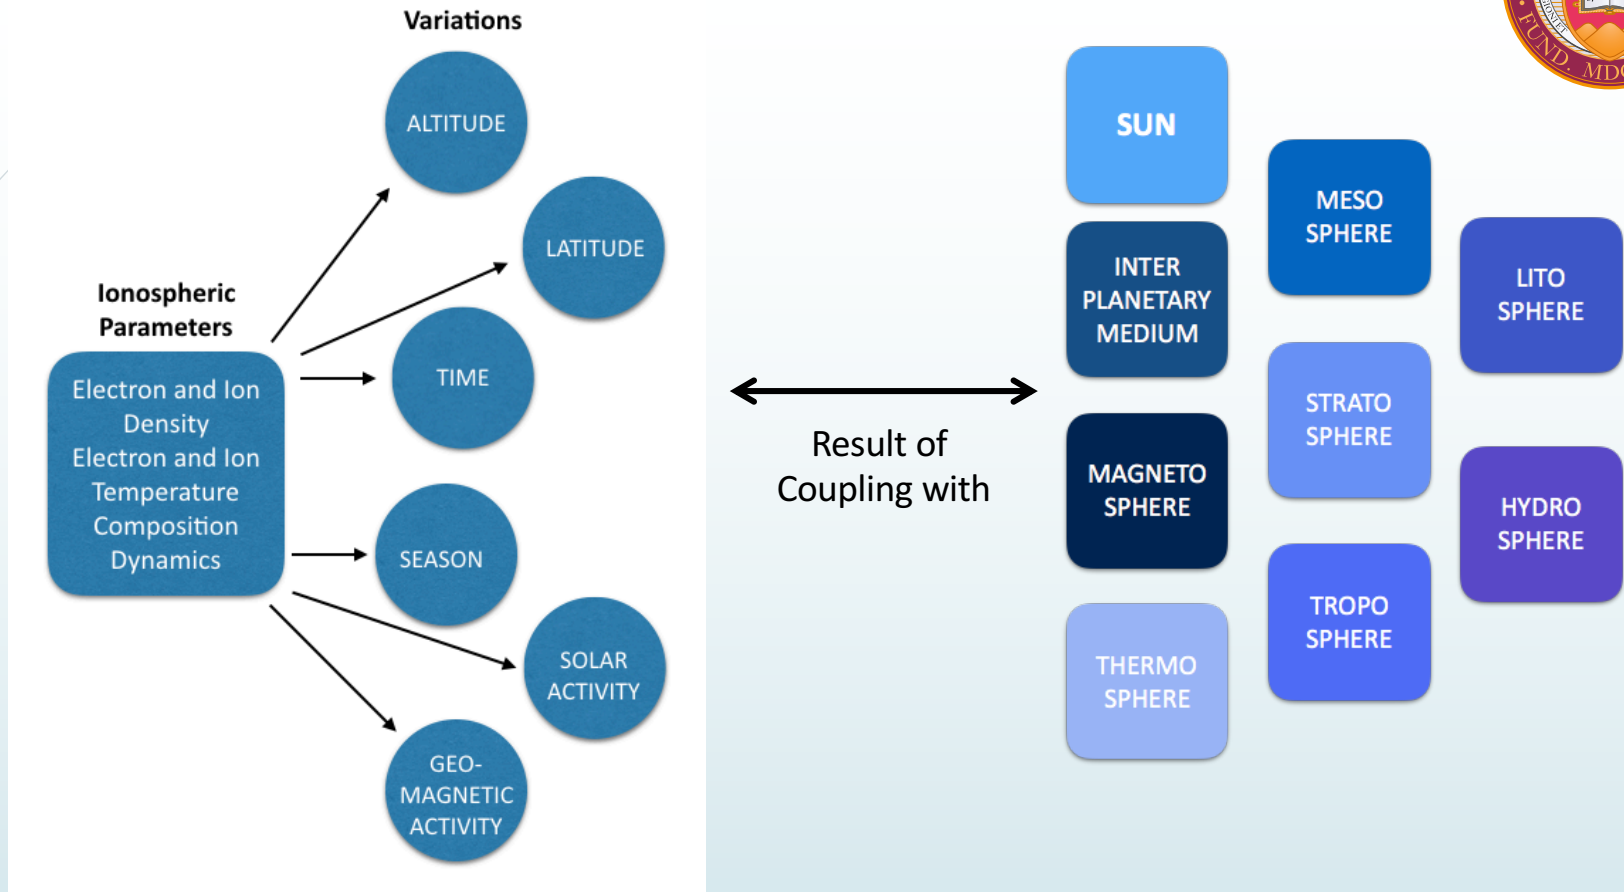 Variations
ALTITUDE
LATITUDE
TIME
SEASON
SOLAR
ACTIVITY
GEO-
MAGNETIC
ACTIVITY
Ionospheric
Parameters
Electron and Ion
Density
Electron and Ion
Temperature
Composition
Dynamics
Result of
Coupling with
SUN
INTER
PLANETARY
MEDIUM
MAGNETO
SPHERE
THERMO
SPHERE
MESO
SPHERE
STRATO
SPHERE
TROPO
SPHERE
LITO
SPHERE
HYDRO
SPHERE
FUND.